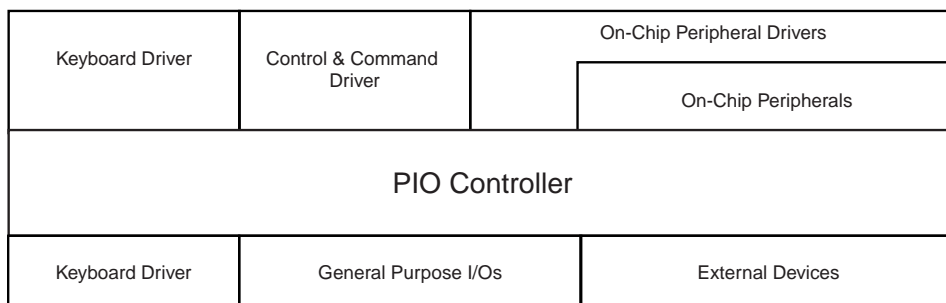 On-Chip Peripheral Drivers
Keyboard Driver
Control & Command
Driver
On-Chip Peripherals
PIO Controller
Keyboard Driver
General Purpose I/Os
External Devices